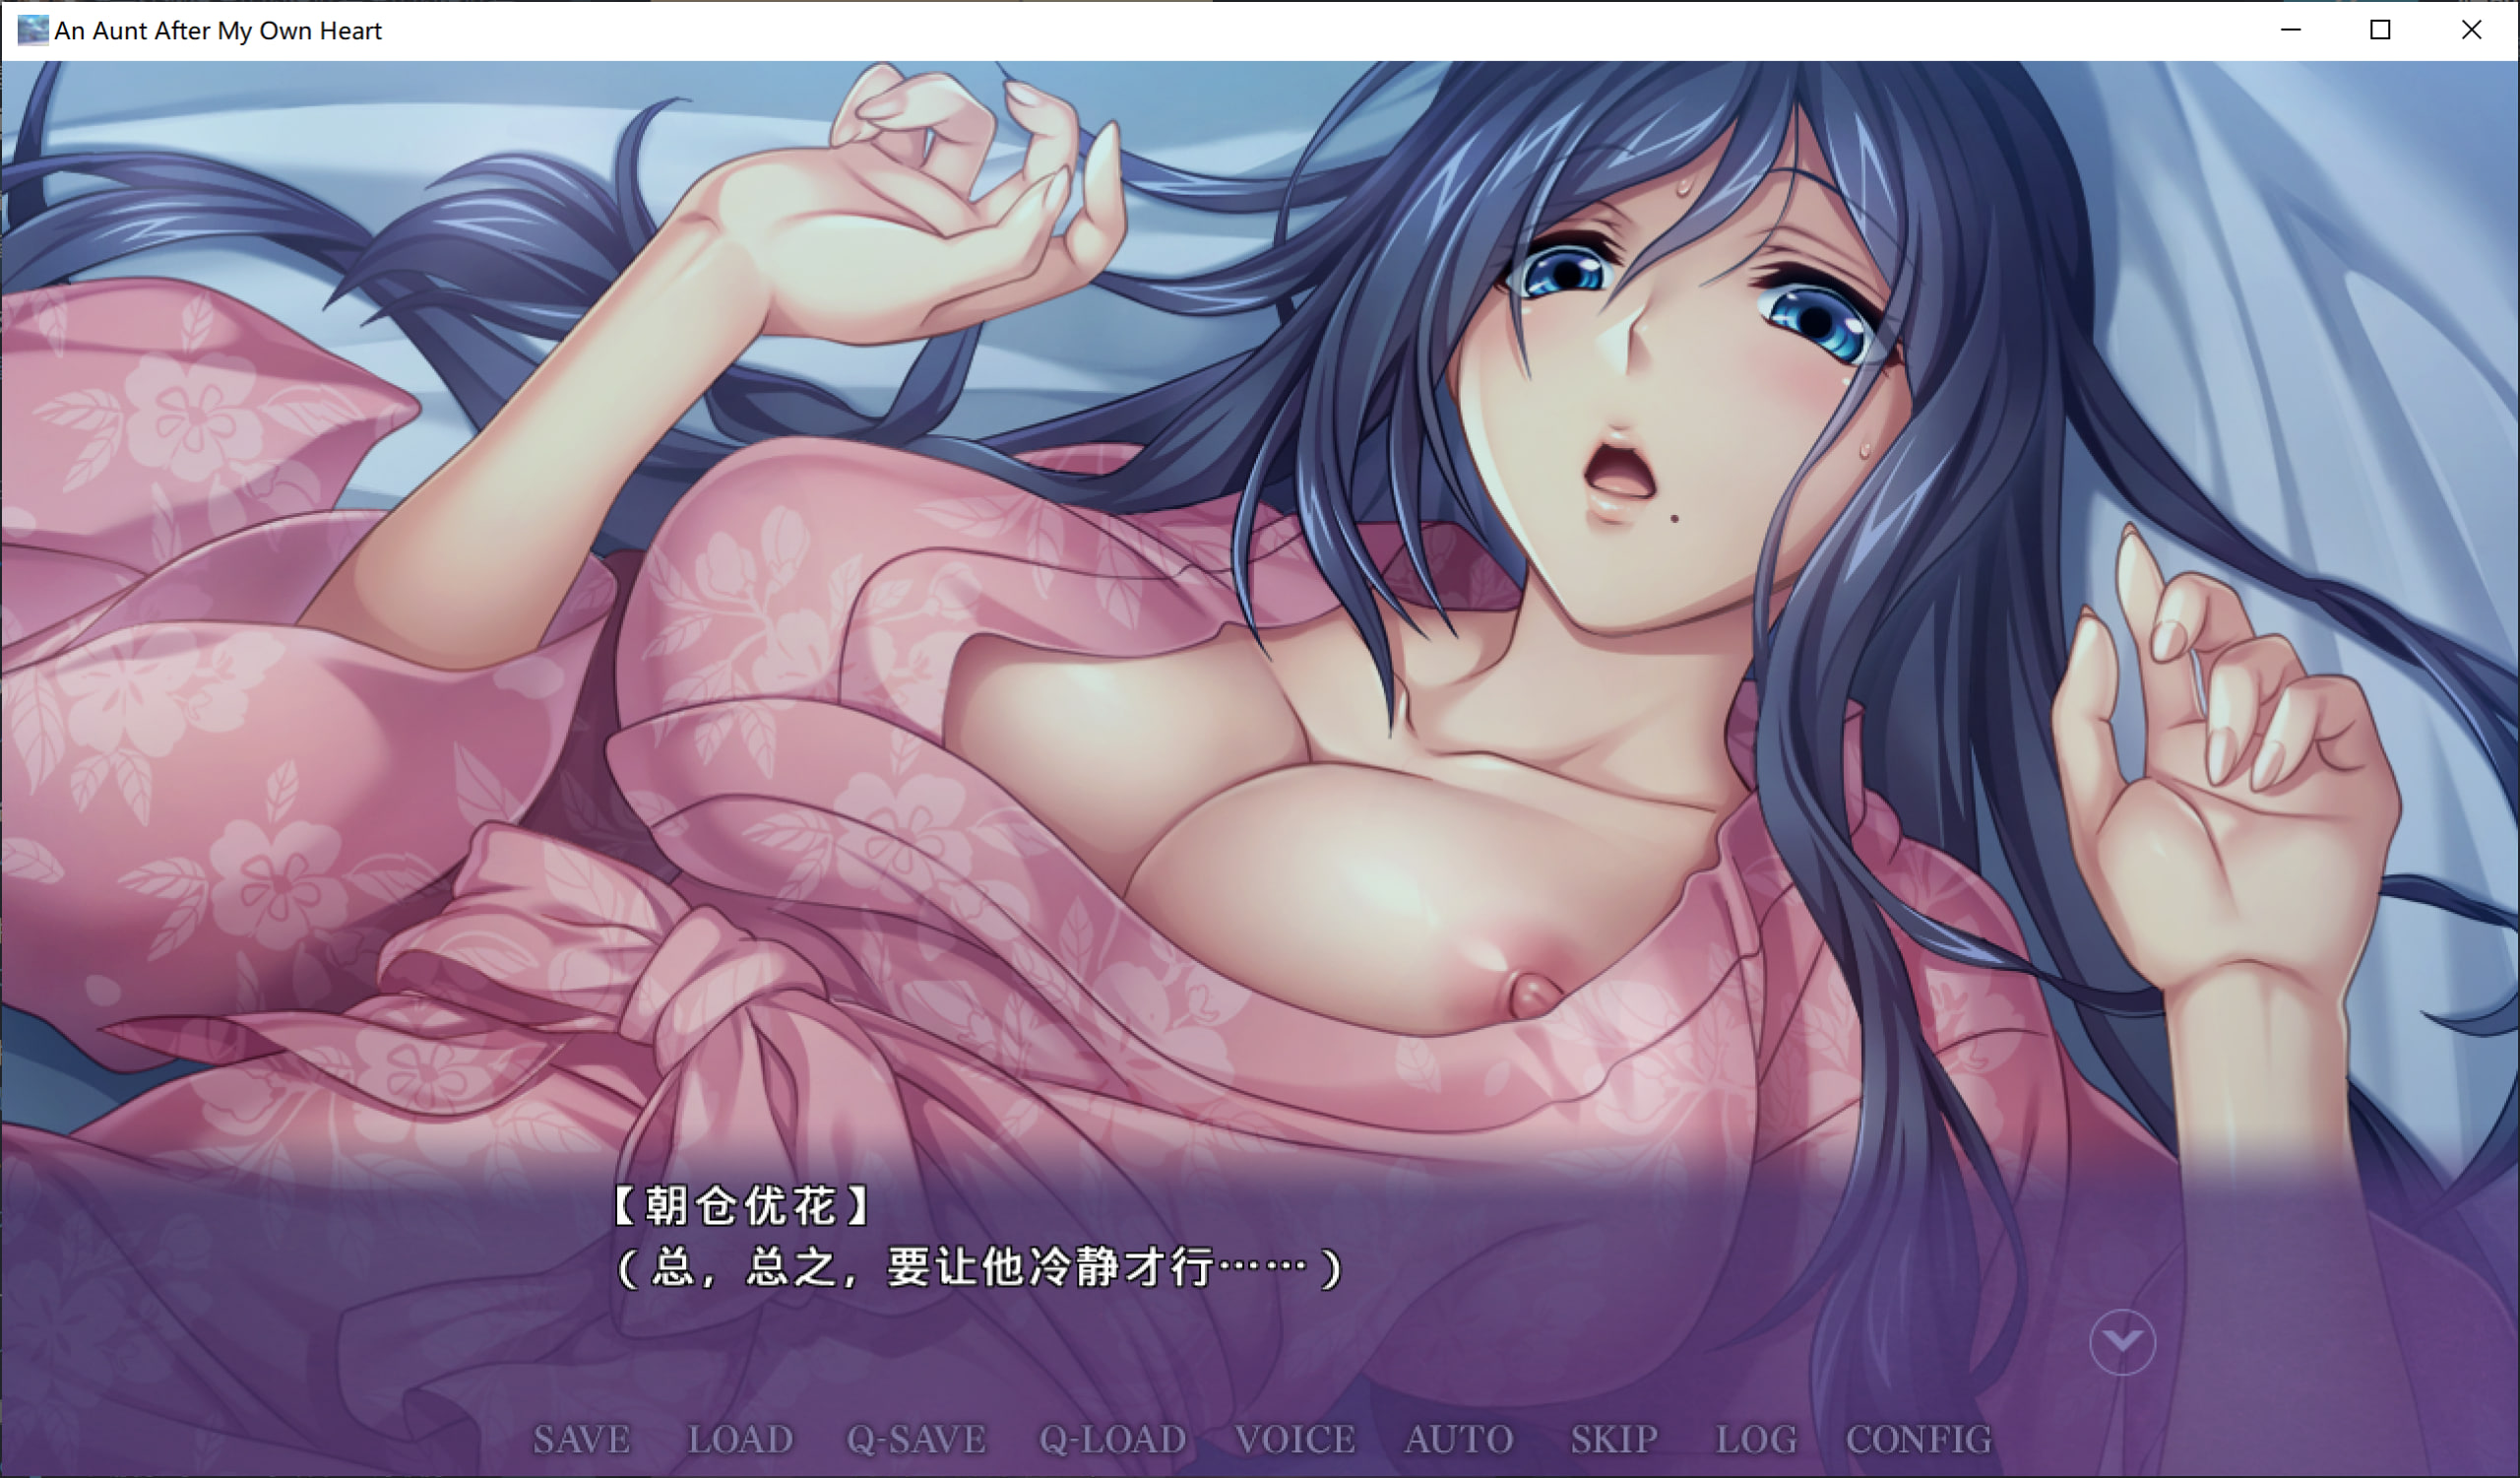 An Aunt After My Own Heart
【朝仓优花】
（总，总之，要让他冷静才行……）
SAVE LOAD Q-SAVE Q-LOAD VOICE AUTO SKIP LOG CONFIG